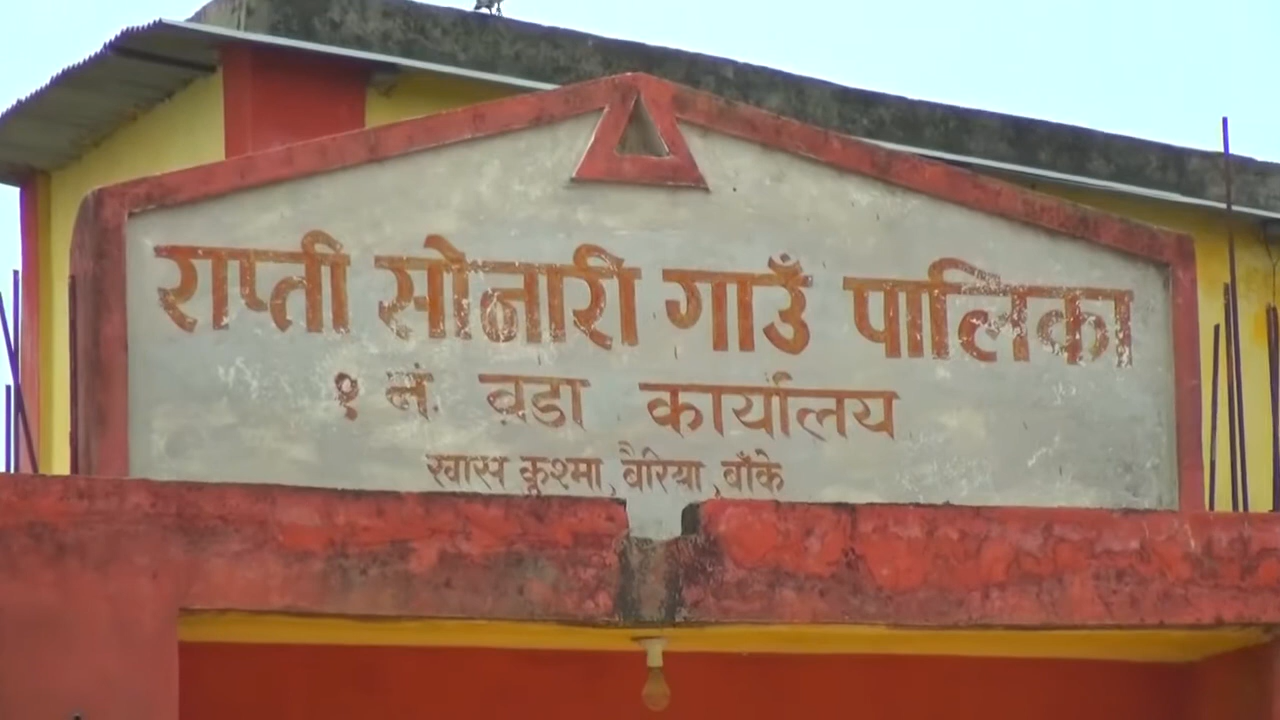 राप्ती सोनारी गाउँ पालिका
१ नं. वडा कार्यालय
खास कुश्मा, बैरिया, बाँके